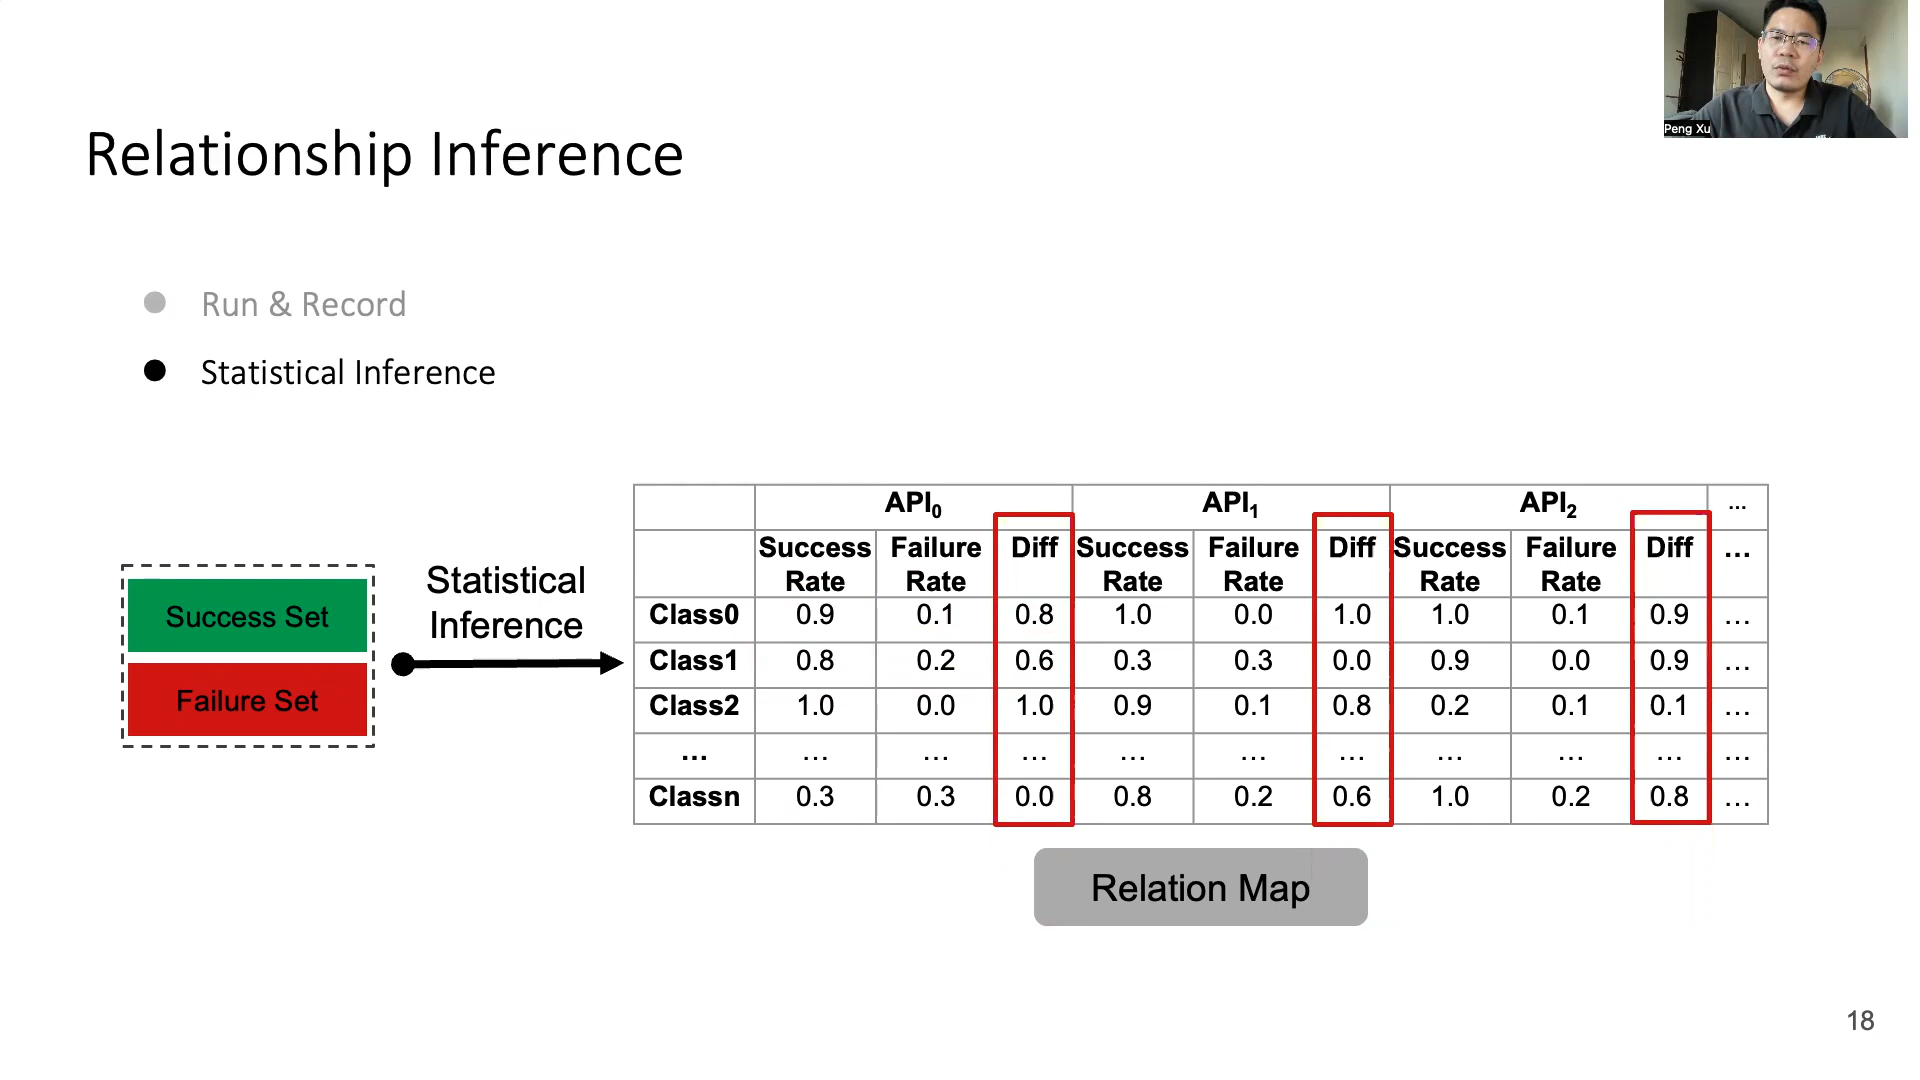 Peng Xu
Relationship Inference
Run & Record
Statistical Inference
Success Set
Failure Set
Statistical
Inference
API0 API1 API2 ...
Success Rate Failure Rate Diff Success Rate Failure Rate Diff Success Rate Failure Rate Diff ...
Class0 0.9 0.1 0.8 1.0 0.0 1.0 1.0 0.1 0.9 ...
Class1 0.8 0.2 0.6 0.3 0.3 0.0 0.9 0.0 0.9 ...
Class2 1.0 0.0 1.0 0.9 0.1 0.8 0.2 0.1 0.1 ...
... ... ... ... ... ... ... ... ... ... ...
Classn 0.3 0.3 0.0 0.8 0.2 0.6 1.0 0.2 0.8 ...
Relation Map
18